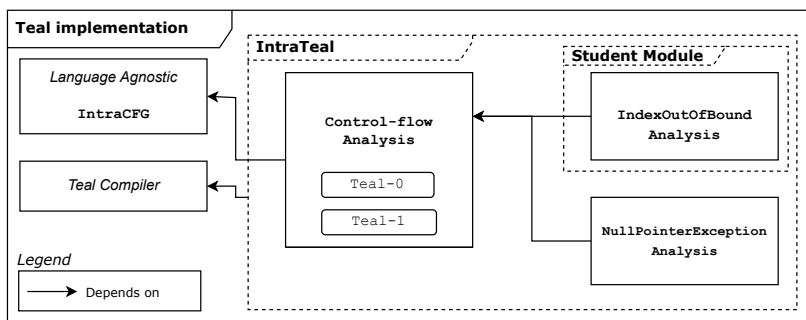 Teal implementation
IntraTeal
Student Module
Language Agnostic
IntraCFG
Control-flow
Analysis
IndexOutOfBound
Analysis
Teal Compiler
Teal-0
Teal-1
NullPointerException
Analysis
Legend
Depends on